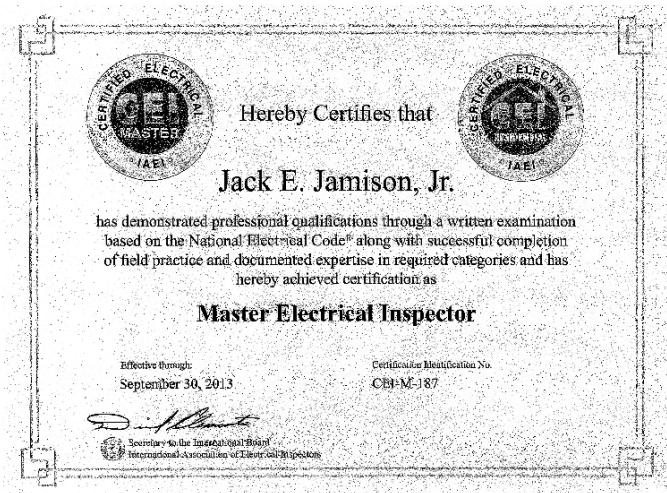 CERTIFIED ELECTRICAL
CEI
MASTER
IAEI
CERTIFIED ELECTRICAL
CEI
RESIDENTIAL
IAEI
Hereby Certifies that
Jack E. Jamison, Jr.
has demonstrated professional qualifications through a written examination
based on the National Electrical Code® along with successful completion
of field practice and documented expertise in required categories and has
hereby achieved certification as
Master Electrical Inspector
Effective through:
Certification Identification No.
September 30, 2013
CEI-M-187
Secretary to the International Board
International Association of Electrical Inspectors